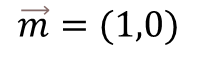 m⃗ = (1,0)